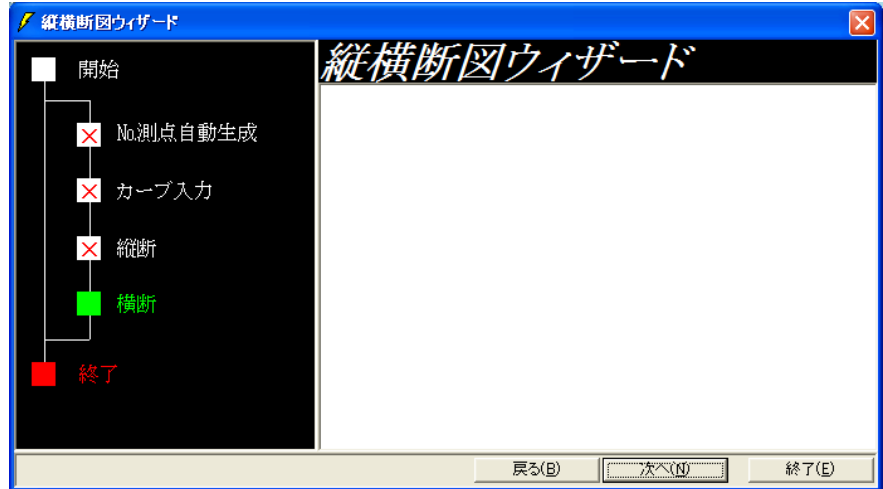 縦横断図ウィザード
縦横断図ウィザード
開始
No.測点自動生成
カーブ入力
縦断
横断
終了
戻る(B) 次へ(N) 終了(E)